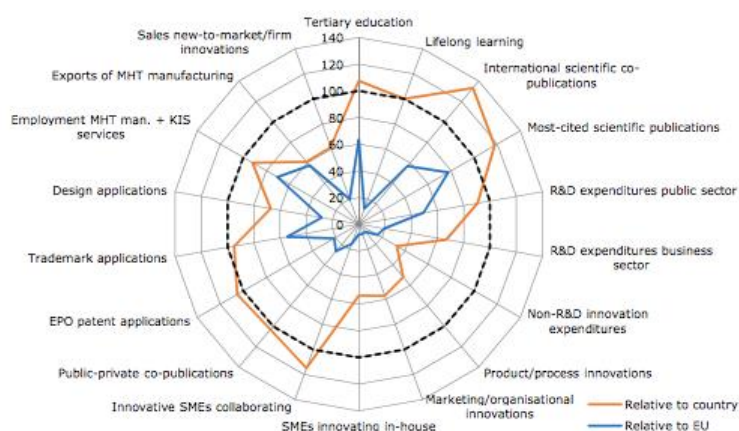 Tertiary education
140
120
100
80
60
40
20
0
Lifelong learning
International scientific co-
publications
Most-cited scientific publications
R&D expenditures public sector
R&D expenditures business
sector
Non-R&D innovation
expenditures
Product/process innovations
Marketing/organisational
innovations
SMEs innovating in-house
Innovative SMEs collaborating
Public-private co-publications
EPO patent applications
Trademark applications
Design applications
Employment MHT man. + KIS
services
Exports of MHT manufacturing
Sales new-to-market/firm
innovations
Relative to country
Relative to EU